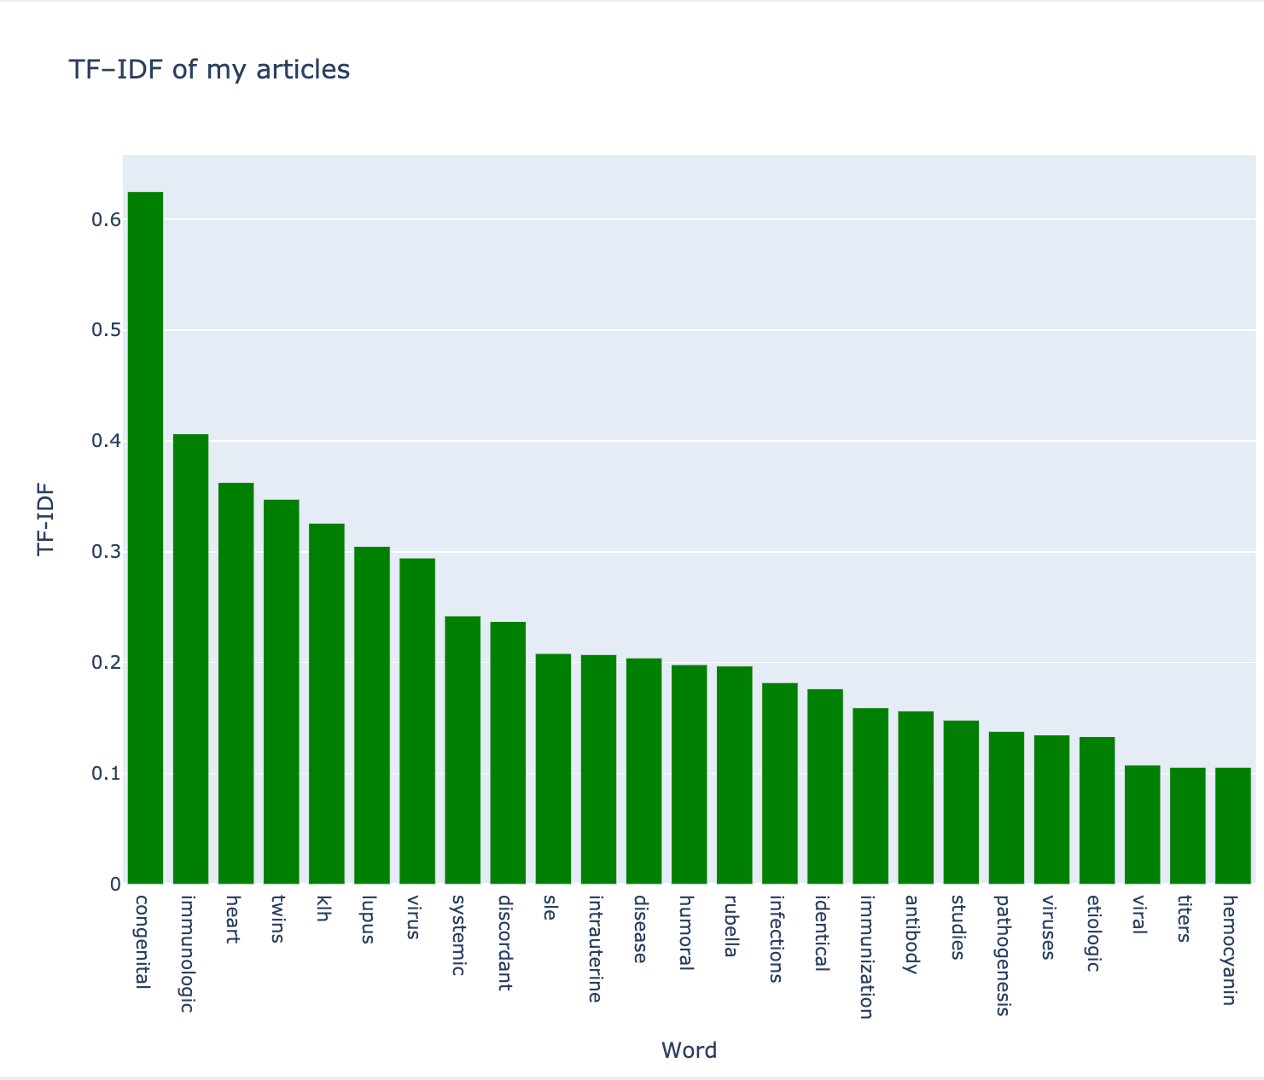 TF–IDF of my articles
0.6
0.5
0.4
0.3
0.2
0.1
0
TF-IDF
congenital
immunologic
heart
twins
klh
lupus
virus
systemic
discordant
sle
intrauterine
disease
humoral
rubella
infections
identical
immunization
antibody
studies
pathogenesis
viruses
etiologic
viral
titers
hemocyanin
Word